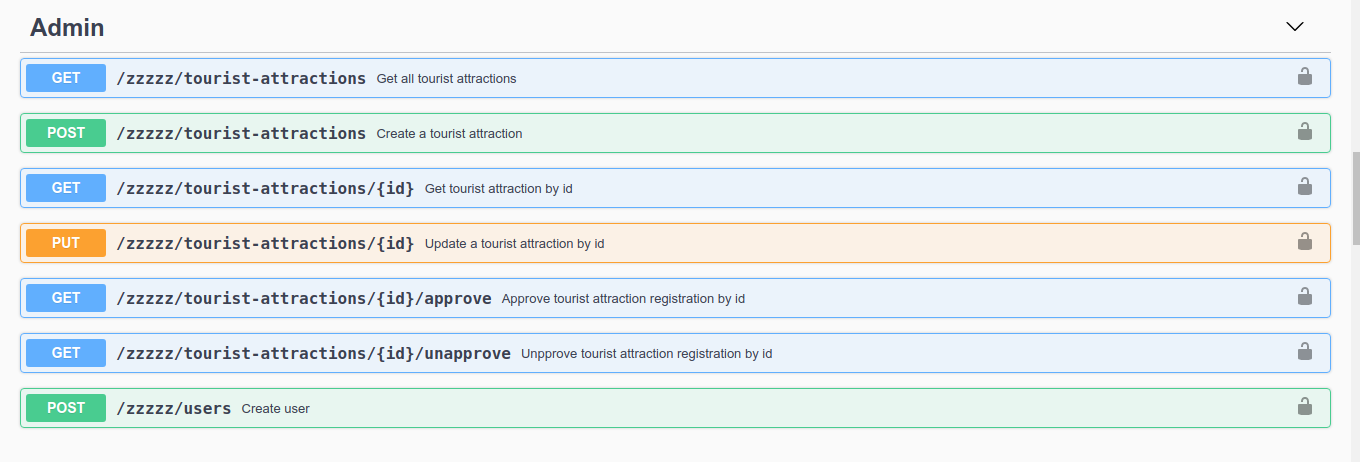 Admin
GET /zzzzz/tourist-attractions Get all tourist attractions
POST /zzzzz/tourist-attractions Create a tourist attraction
GET /zzzzz/tourist-attractions/{id} Get tourist attraction by id
PUT /zzzzz/tourist-attractions/{id} Update a tourist attraction by id
GET /zzzzz/tourist-attractions/{id}/approve Approve tourist attraction registration by id
GET /zzzzz/tourist-attractions/{id}/unapprove Unpprove tourist attraction registration by id
POST /zzzzz/users Create user